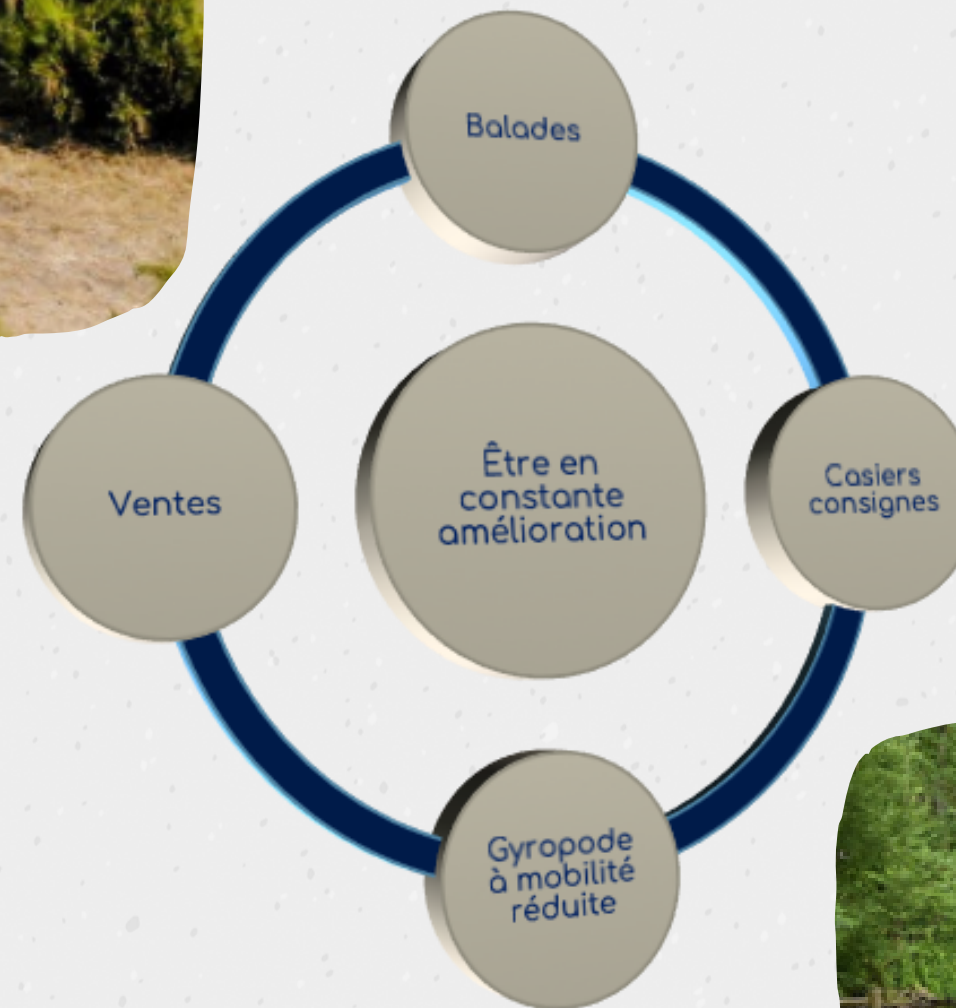 Balades
Ventes
Être en
constante
amélioration
Casiers
consignes
Gyropode
à mobilité
réduite